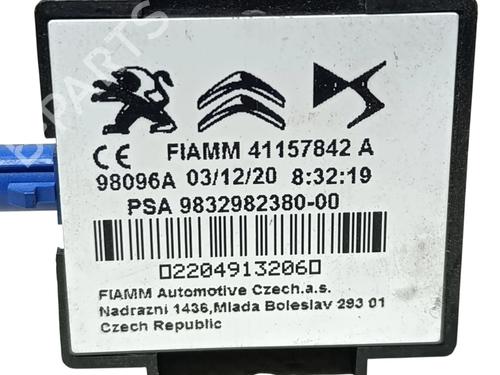 CE FIAMM 41157842 A
98096A 03/12/20 8:32:19
PSA 9832982380-00
022049132060
FIAMM Automotive Czech.a.s.
Nadrazni 1436,Mlada Boleslav 293 01
Czech Republic